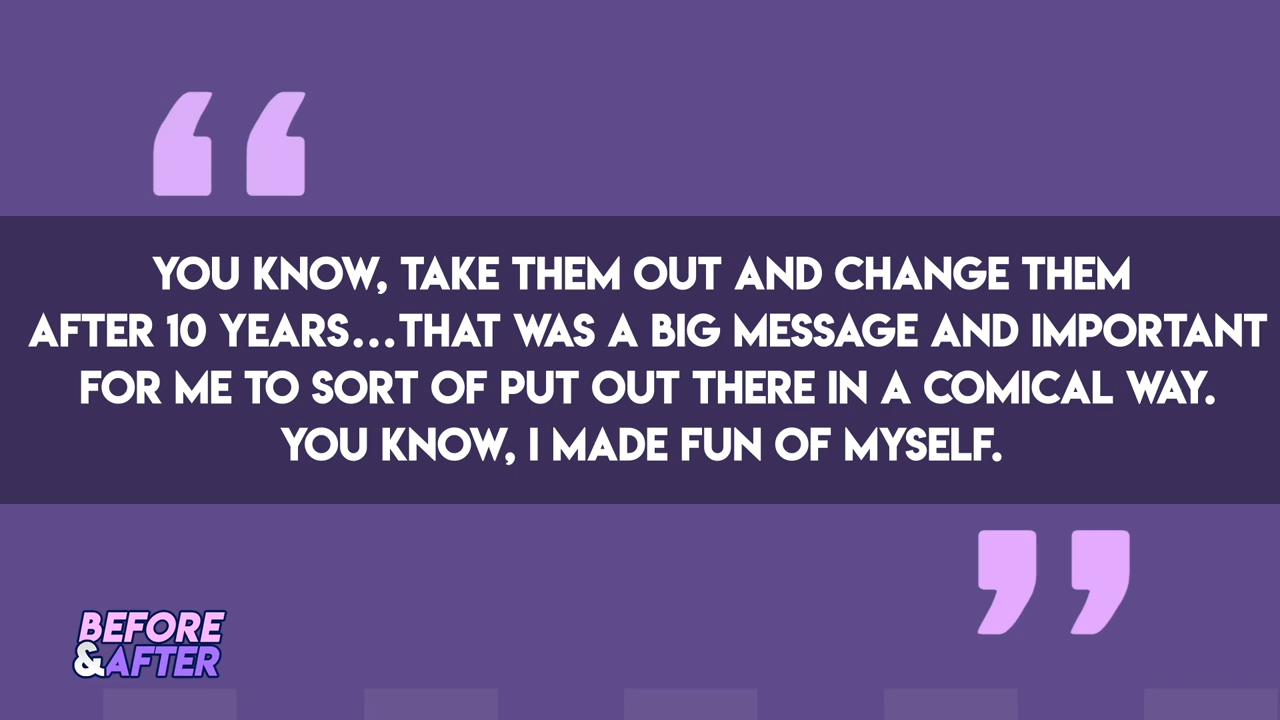 YOU KNOW, TAKE THEM OUT AND CHANGE THEM
AFTER 10 YEARS...THAT WAS A BIG MESSAGE AND IMPORTANT
FOR ME TO SORT OF PUT OUT THERE IN A COMICAL WAY.
YOU KNOW, I MADE FUN OF MYSELF.
BEFORE
&AFTER